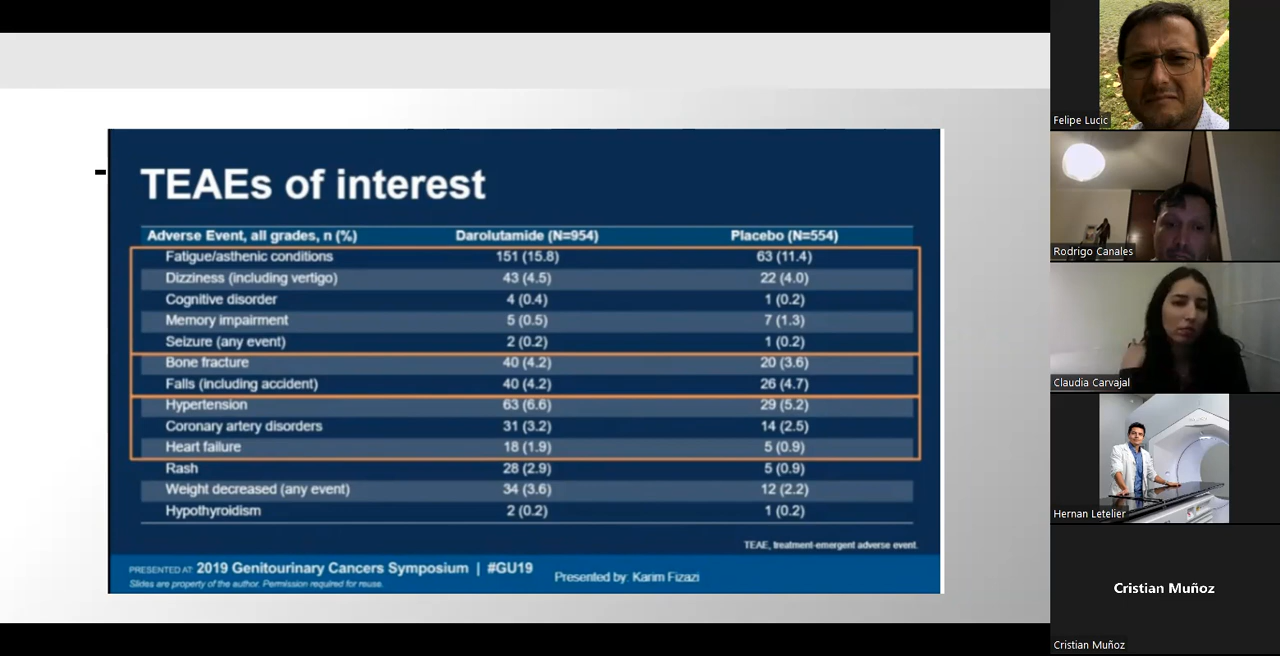 TEAEs of interest
Adverse Event, all grades, n (%) Darolutamide (N=954) Placebo (N=554)
Fatigue/asthenic conditions 151 (15.8) 63 (11.4)
Dizziness (including vertigo) 43 (4.5) 22 (4.0)
Cognitive disorder 4 (0.4) 1 (0.2)
Memory impairment 5 (0.5) 7 (1.3)
Seizure (any event) 2 (0.2) 1 (0.2)
Bone fracture 40 (4.2) 20 (3.6)
Falls (including accident) 40 (4.2) 26 (4.7)
Hypertension 63 (6.6) 29 (5.2)
Coronary artery disorders 31 (3.2) 14 (2.5)
Heart failure 18 (1.9) 5 (0.9)
Rash 28 (2.9) 5 (0.9)
Weight decreased (any event) 34 (3.6) 12 (2.2)
Hypothyroidism 2 (0.2) 1 (0.2)
TEAE, treatment-emergent adverse event.
PRESENTED AT: 2019 Genitourinary Cancers Symposium | #GU19
Slides are property of the author. Permission required for reuse.
Presented by: Karim Fizazi
Felipe Lucic
Rodrigo Canales
Claudia Carvajal
Hernan Letelier
Cristian Muñoz
Cristian Muñoz